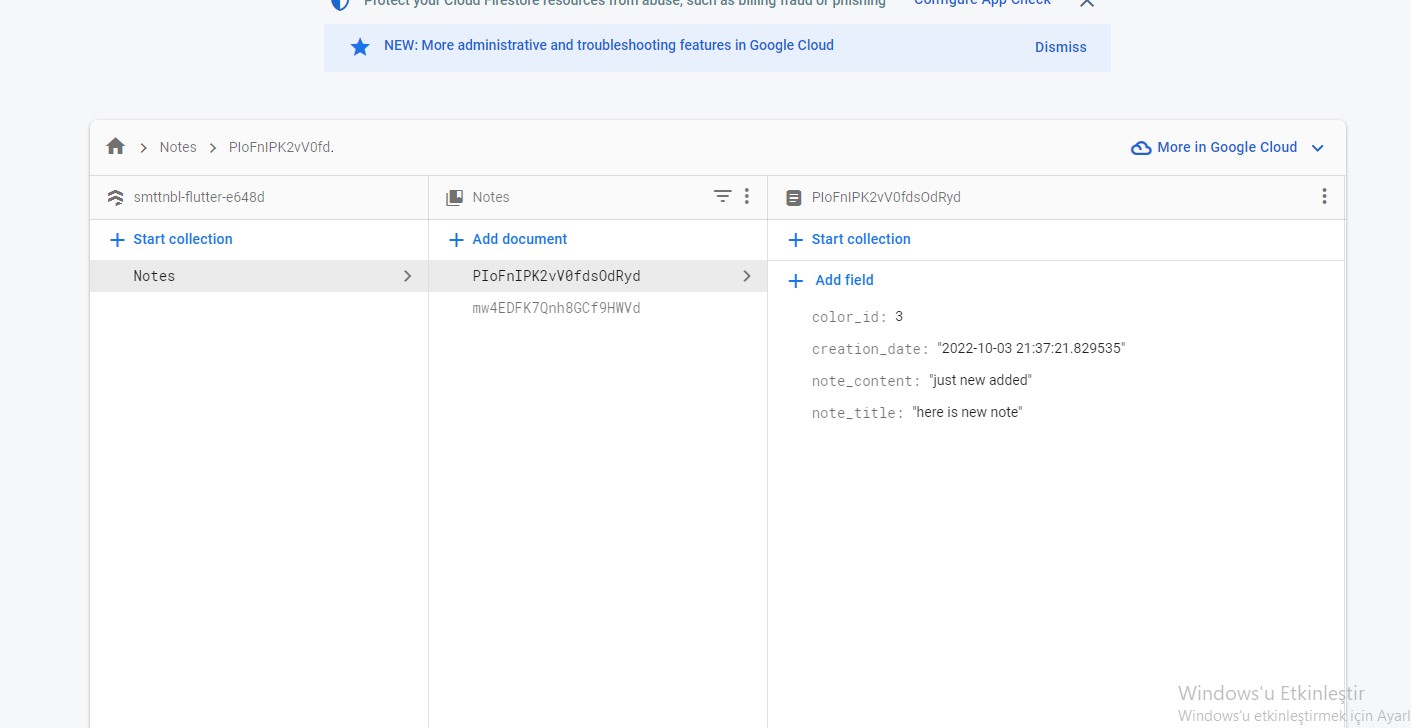 Protect your Cloud Firestore resources from abuse, such as billing fraud or phishing Configure App Check
NEW: More administrative and troubleshooting features in Google Cloud Dismiss
Notes PIoFnIPK2vV0fd.
More in Google Cloud
smttnbl-flutter-e648d
Notes
PIoFnIPK2vV0fdsOdRyd
Start collection
Add document
Start collection
Notes
PIoFnIPK2vV0fdsOdRyd
mw4EDFK7Qnh8GCf9HWVd
Add field
color_id: 3
creation_date: "2022-10-03 21:37:21.829535"
note_content: "just new added"
note_title: "here is new note"
Windows'u Etkinleştir
Windows'u etkinleştirmek için Ayarl